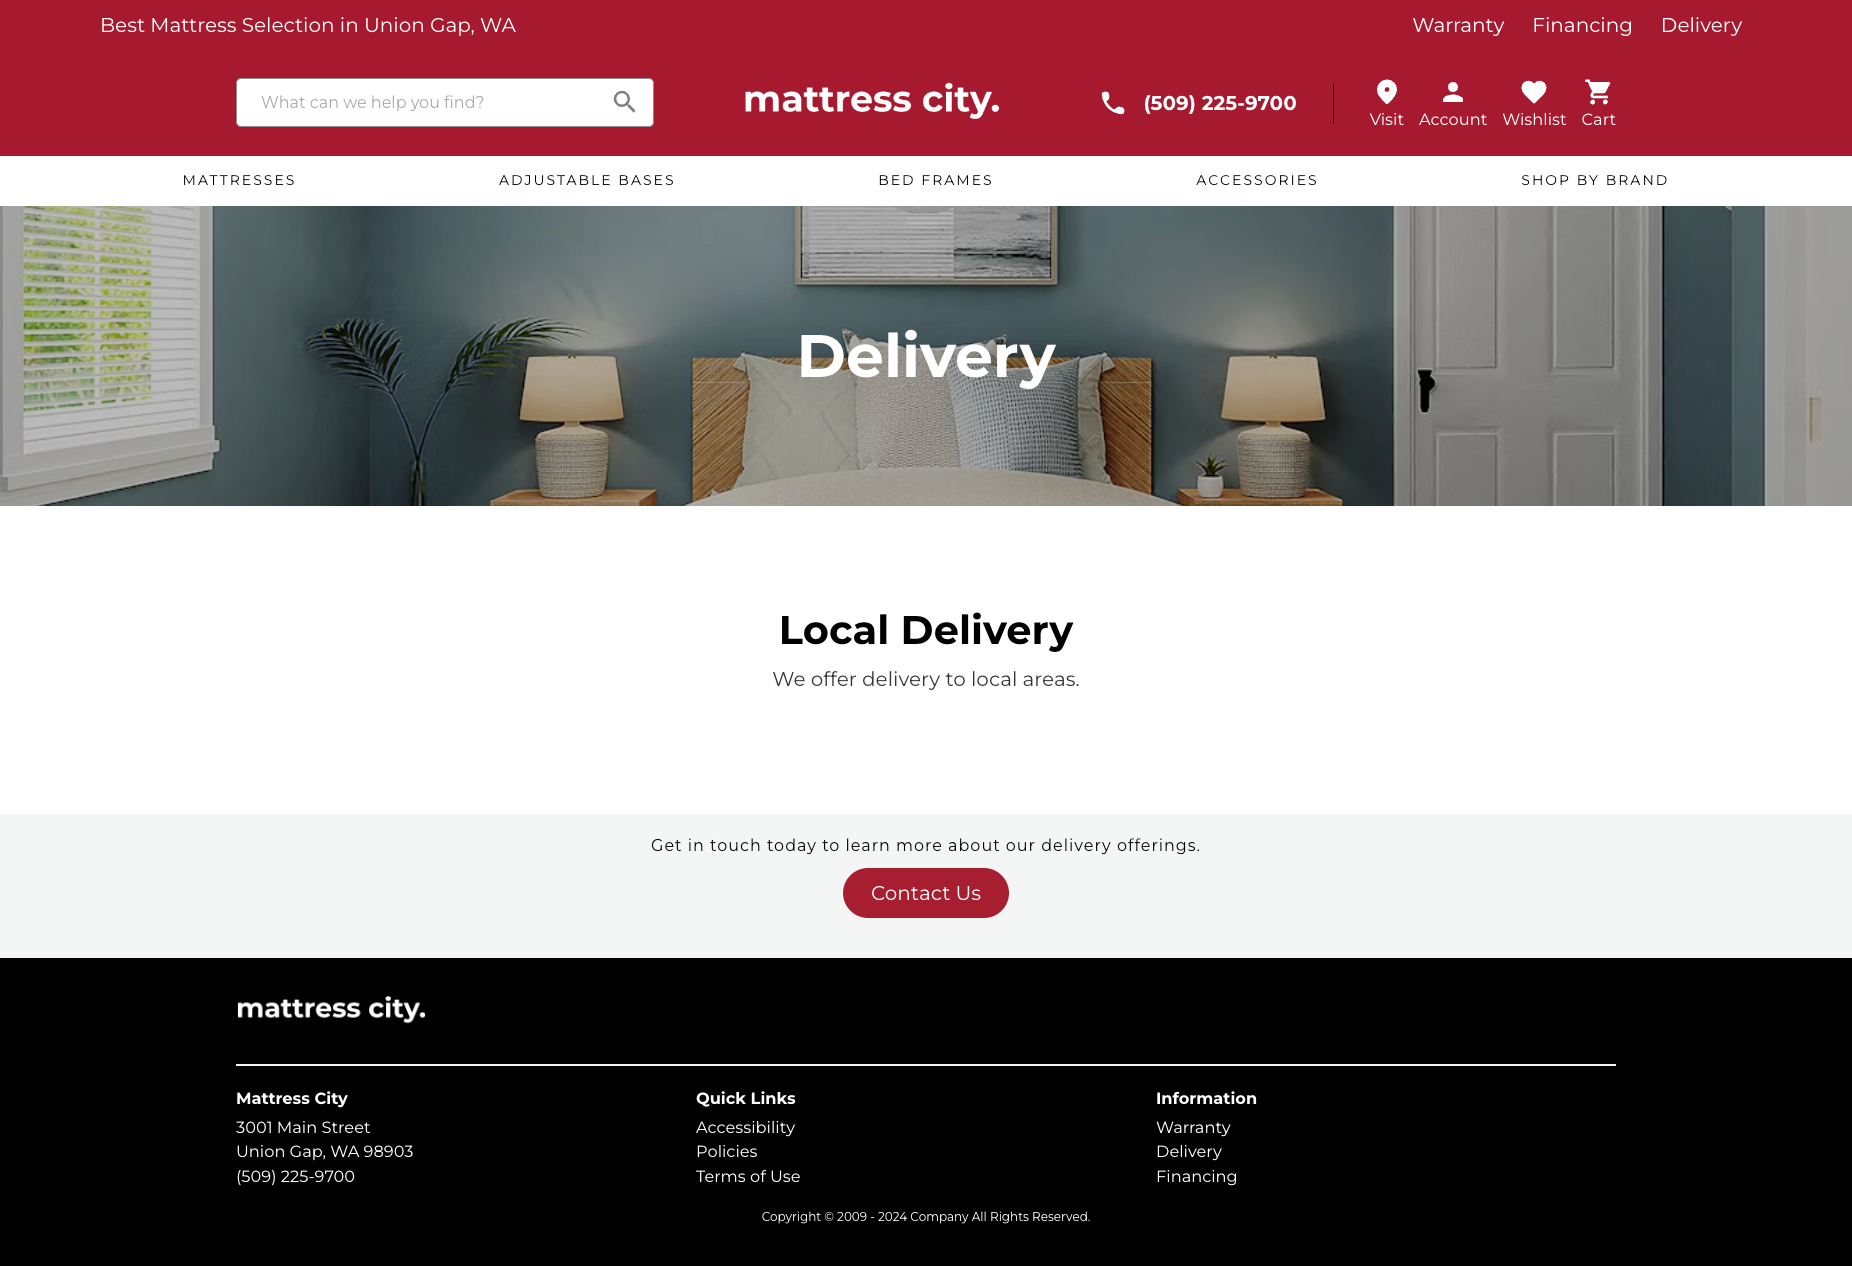 Best Mattress Selection in Union Gap, WA
Warranty Financing Delivery
What can we help you find?
mattress city.
(509) 225-9700
Visit Account Wishlist Cart
MATTRESSES ADJUSTABLE BASES BED FRAMES ACCESSORIES SHOP BY BRAND
Delivery
Local Delivery
We offer delivery to local areas.
Get in touch today to learn more about our delivery offerings.
Contact Us
mattress city.
Mattress City
3001 Main Street
Union Gap, WA 98903
(509) 225-9700
Quick Links
Accessibility
Policies
Terms of Use
Information
Warranty
Delivery
Financing
Copyright © 2009 - 2024 Company All Rights Reserved.